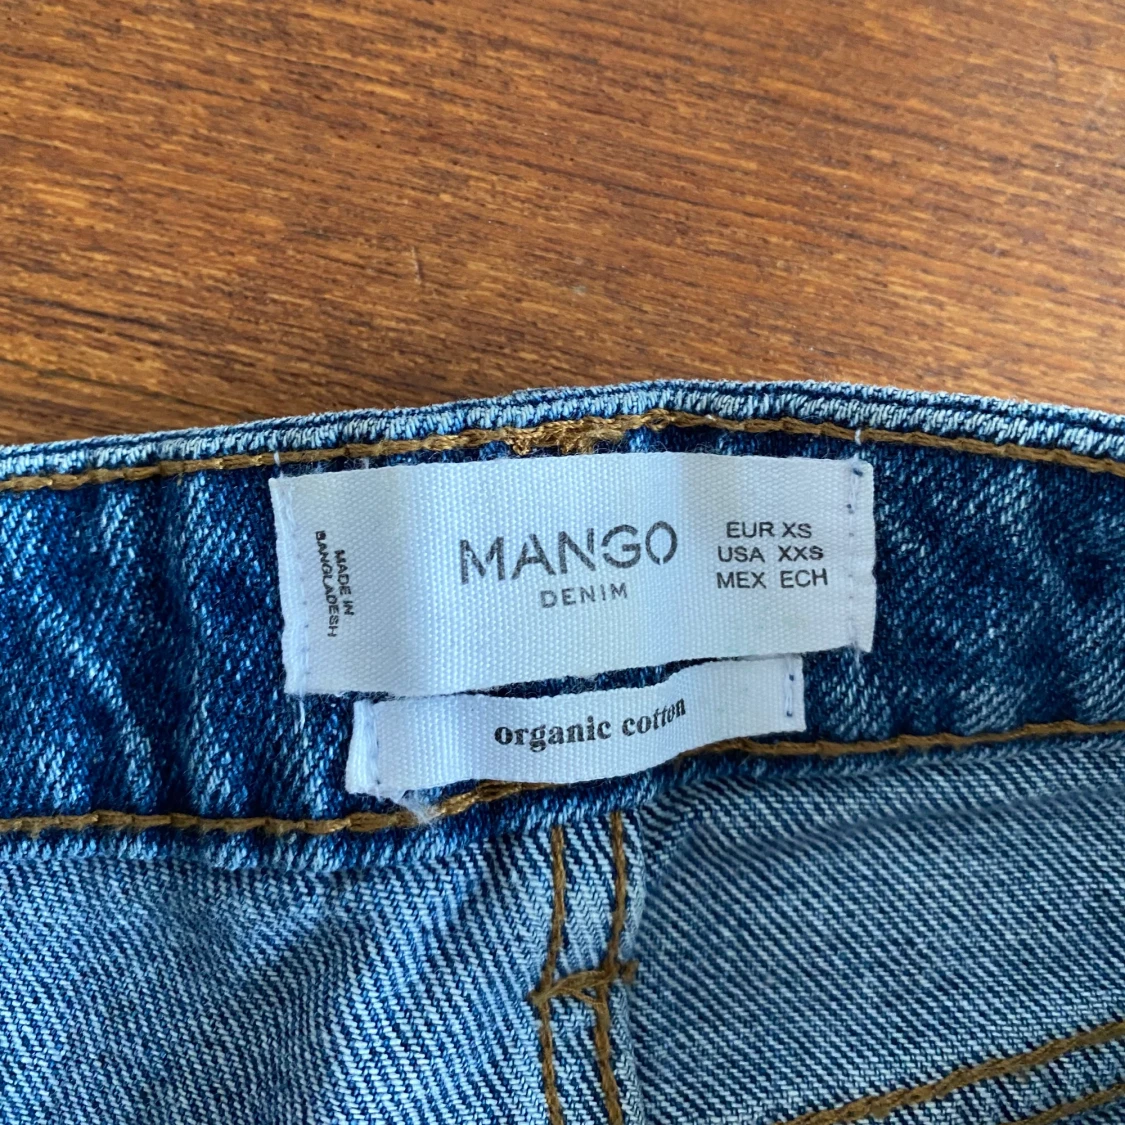 MADE IN
BANGLADESH
MANGO
DENIM
EUR XS
USA XXS
MEX ECH
organic cotton